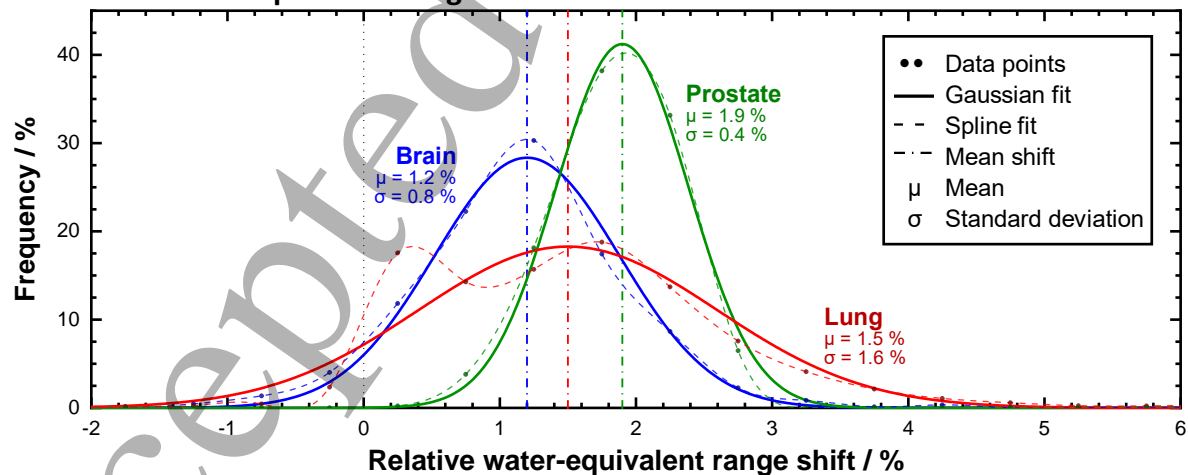 Frequency / %
40
30
20
10
0
Brain
μ = 1.2 %
σ = 0.8 %
Prostate
μ = 1.9 %
σ = 0.4 %
Lung
μ = 1.5 %
σ = 1.6 %
Data points
Gaussian fit
Spline fit
Mean shift
μ Mean
σ Standard deviation
-2 -1 0 1 2 3 4 5 6
Relative water-equivalent range shift / %